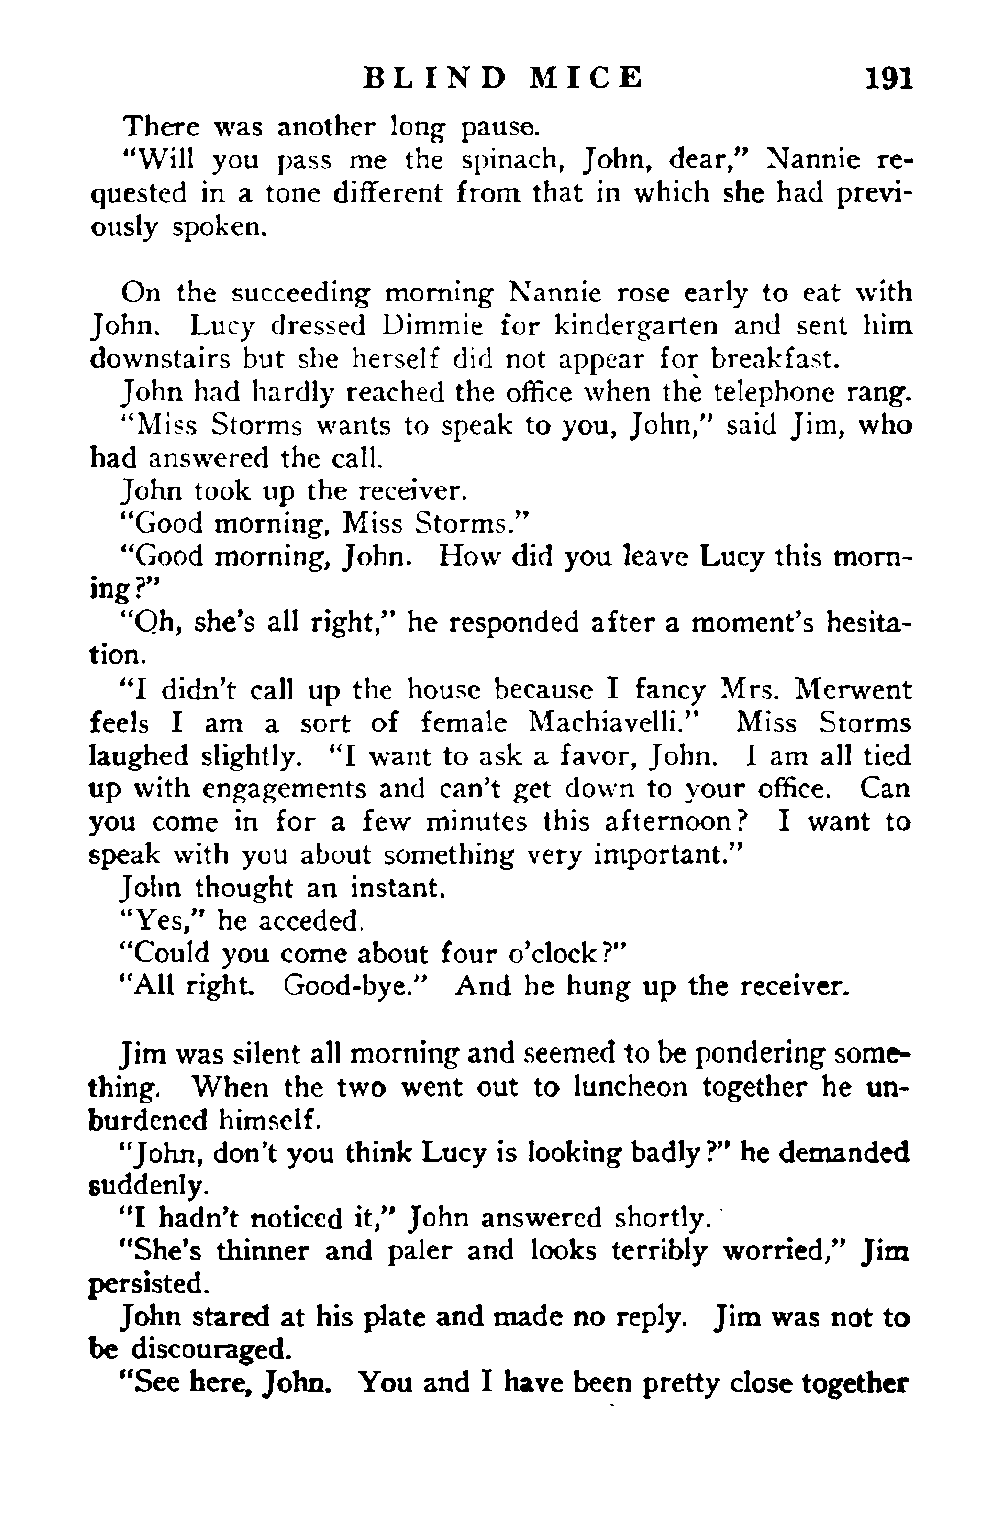 BLIND MICE 191
There was another long pause.
“Will you pass me the spinach, John, dear,” Nannie re-
quested in a tone different from that in which she had previ-
ously spoken.
On the succeeding morning Nannie rose early to eat with
John. Lucy dressed Dimmie for kindergarten and sent him
downstairs but she herself did not appear for breakfast.
John had hardly reached the office when the telephone rang.
“Miss Storms wants to speak to you, John,” said Jim, who
had answered the call.
John took up the receiver.
“Good morning, Miss Storms.”
“Good morning, John. How did you leave Lucy this morn-
ing?”
“Oh, she’s all right,” he responded after a moment’s hesita-
tion.
“I didn’t call up the house because I fancy Mrs. Merwent
feels I am a sort of female Machiavelli.” Miss Storms
laughed slightly. “I want to ask a favor, John. I am all tied
up with engagements and can’t get down to your office. Can
you come in for a few minutes this afternoon? I want to
speak with you about something very important.”
John thought an instant.
“Yes,” he acceded.
“Could you come about four o’clock?”
“All right. Good-bye.” And he hung up the receiver.
Jim was silent all morning and seemed to be pondering some-
thing. When the two went out to luncheon together he un-
burdened himself.
“John, don’t you think Lucy is looking badly?” he demanded
suddenly.
“I hadn’t noticed it,” John answered shortly.
“She’s thinner and paler and looks terribly worried,” Jim
persisted.
John stared at his plate and made no reply. Jim was not to
be discouraged.
“See here, John. You and I have been pretty close together